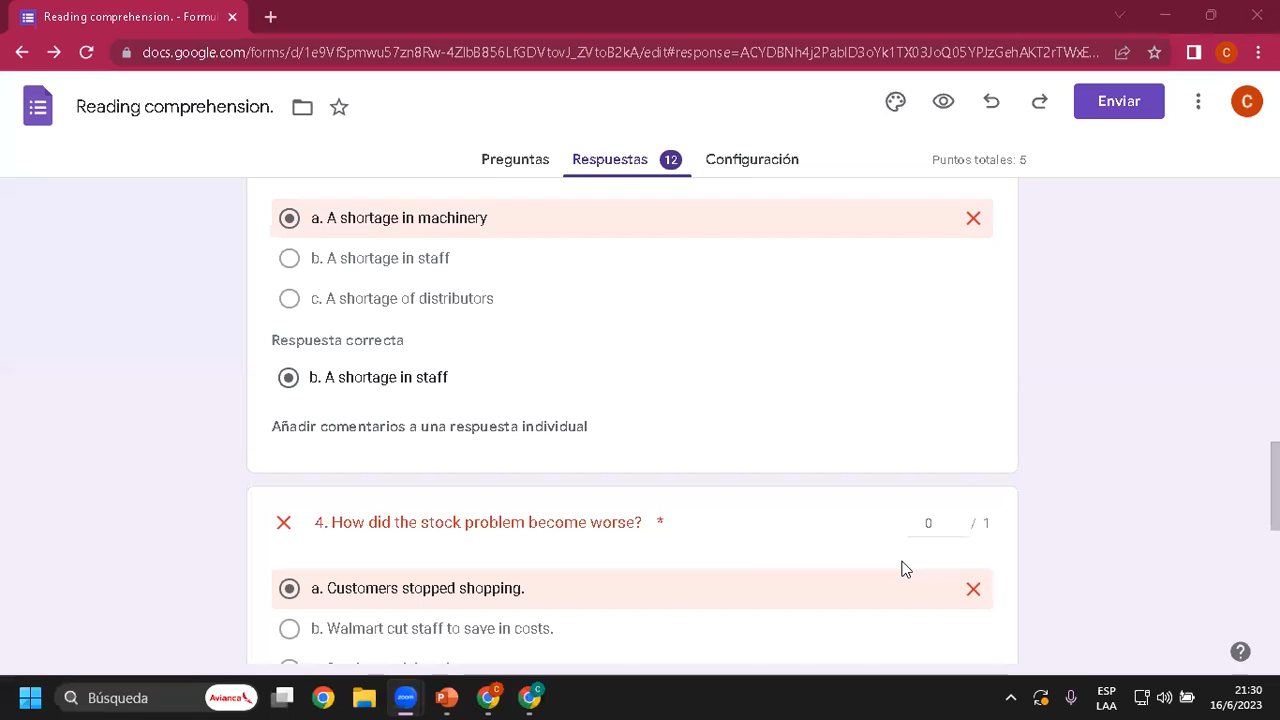 Reading comprehension. - Formu
docs.google.com/forms/d/1e9VfSpmwu57zn8Rw-4ZlbB856LfGDVtovJ_ZVtoB2kA/edit#response=ACYDBNh4j2PablD3oYk1TX03JoQ05YPJzGehAKT2rTWxE...
C
Reading comprehension.
Enviar
C
Preguntas
Respuestas 12
Configuración
Puntos totales: 5
a. A shortage in machinery
b. A shortage in staff
c. A shortage of distributors
Respuesta correcta
b. A shortage in staff
Añadir comentarios a una respuesta individual
4. How did the stock problem become worse? *
0 / 1
a. Customers stopped shopping.
b. Walmart cut staff to save in costs.
Búsqueda
Avianca
zoom
C
C
ESP
LAA
21:30
16/6/2023